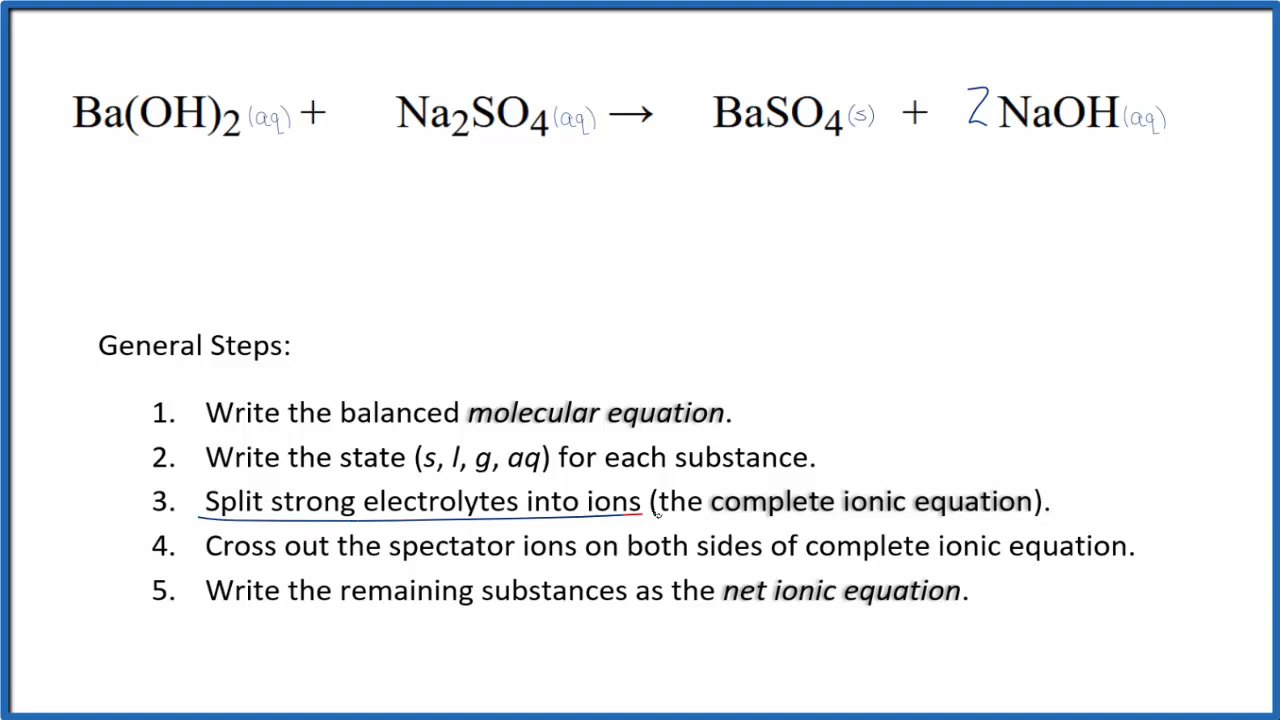 Ba(OH)₂(aq) + Na₂SO₄(aq) → BaSO₄(s) + 2 NaOH(aq)
General Steps:
1. Write the balanced molecular equation.
2. Write the state (s, l, g, aq) for each substance.
3. Split strong electrolytes into ions (the complete ionic equation).
4. Cross out the spectator ions on both sides of complete ionic equation.
5. Write the remaining substances as the net ionic equation.